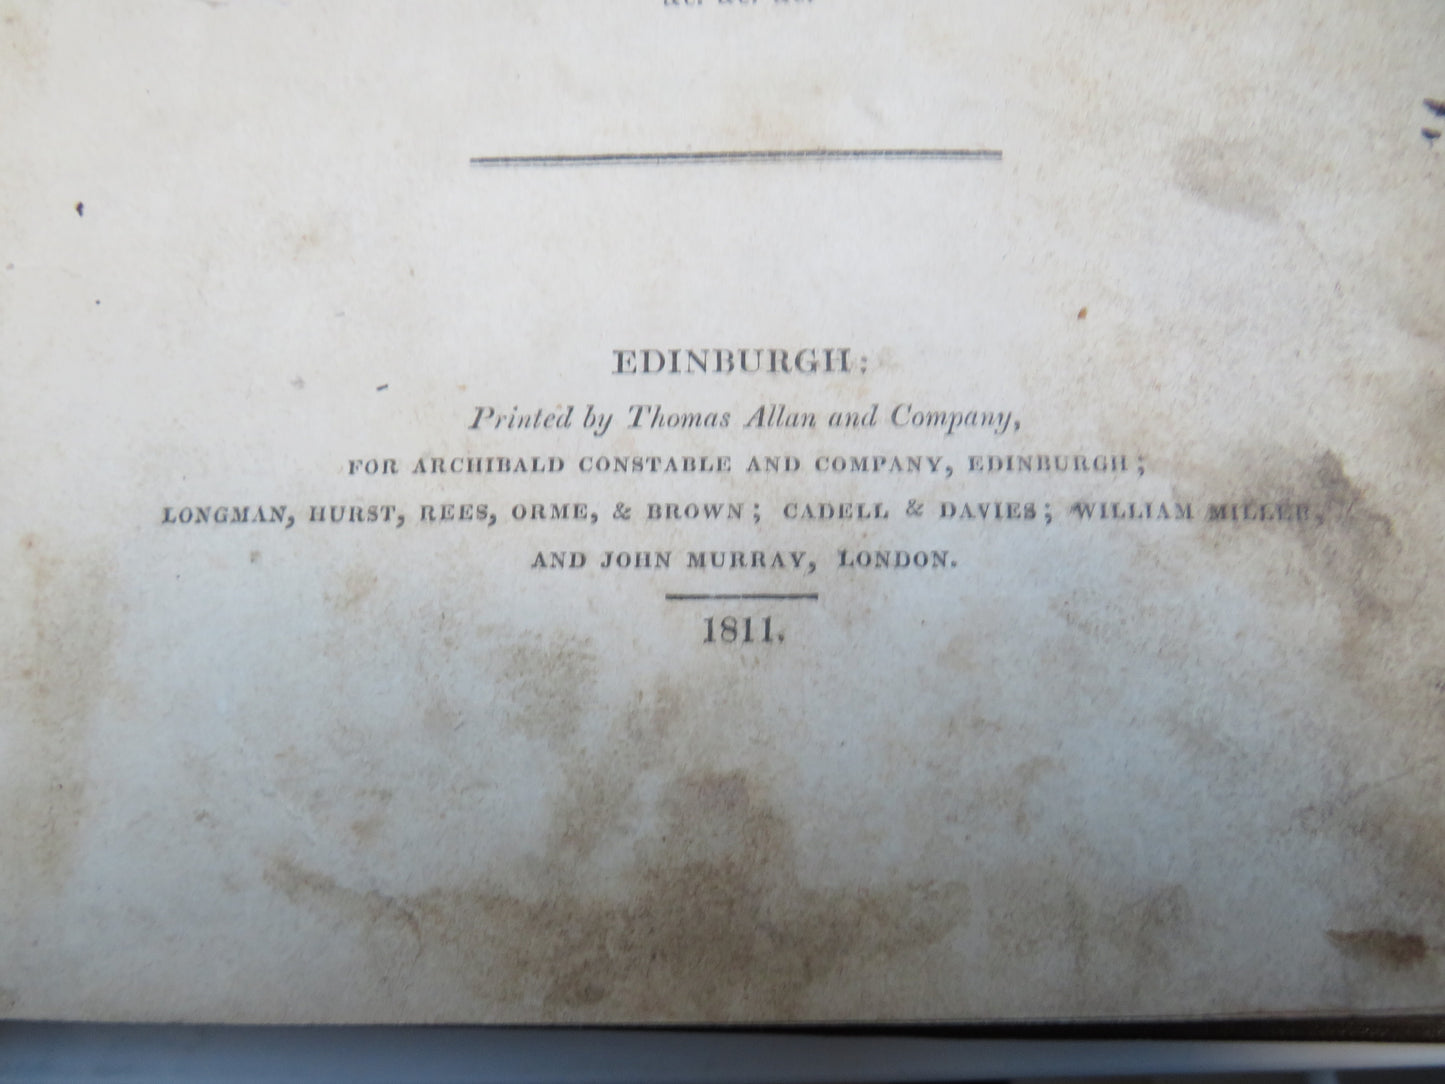 &c. &c. &c.
EDINBURGH:
Printed by Thomas Allan and Company,
FOR ARCHIBALD CONSTABLE AND COMPANY, EDINBURGH;
LONGMAN, HURST, REES, ORME, & BROWN; CADELL & DAVIES; WILLIAM MILLER,
AND JOHN MURRAY, LONDON.
1811.